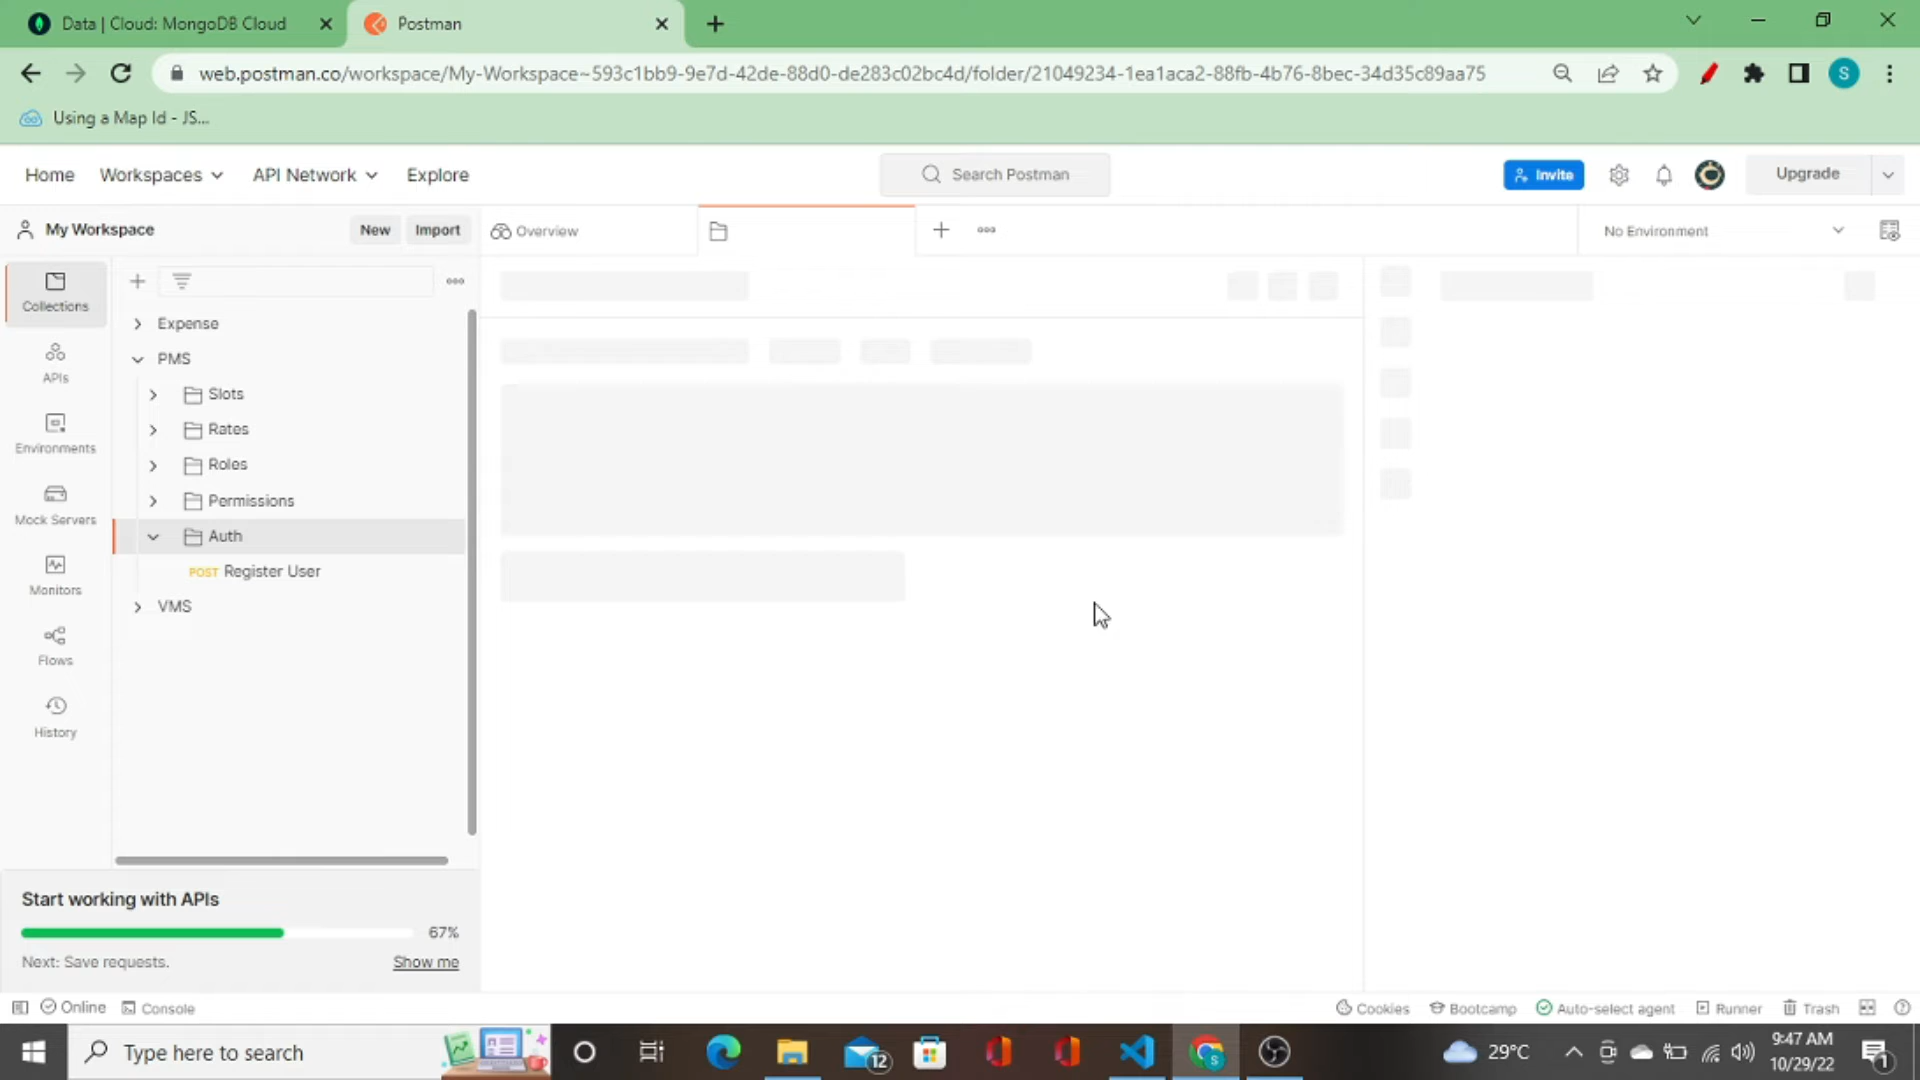 Data | Cloud: MongoDB Cloud
Postman
web.postman.co/workspace/My-Workspace~593c1bb9-9e7d-42de-88d0-de283c02bc4d/folder/21049234-1ea1aca2-88fb-4b76-8bec-34d35c89aa75
S
Using a Map Id - JS...
Home
Workspaces
API Network
Explore
Search Postman
Invite
Upgrade
My Workspace
New
Import
Overview
No Environment
Collections
APIs
Environments
Mock Servers
Monitors
Flows
History
Expense
PMS
Slots
Rates
Roles
Permissions
Auth
POST Register User
VMS
Start working with APIs
67%
Next: Save requests.
Show me
Online
Console
Cookies
Bootcamp
Auto-select agent
Runner
Trash
Type here to search
12
S
29°C
9:47 AM
10/29/22
1